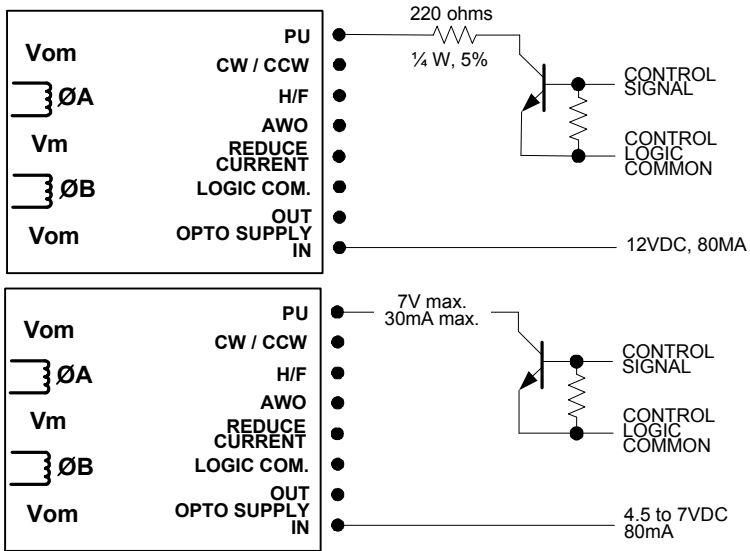 220 ohms
PU
Vom
¼ W, 5%
CW / CCW
CONTROL
SIGNAL
ØA
H/F
AWO
Vm
REDUCE
CURRENT
CONTROL
LOGIC
COMMON
ØB
LOGIC COM.
OUT
Vom
OPTO SUPPLY
IN
12VDC, 80MA
PU
7V max.
30mA max.
Vom
CW / CCW
CONTROL
SIGNAL
ØA
H/F
AWO
Vm
REDUCE
CURRENT
CONTROL
LOGIC
COMMON
ØB
LOGIC COM.
OUT
Vom
OPTO SUPPLY
IN
4.5 to 7VDC
80mA